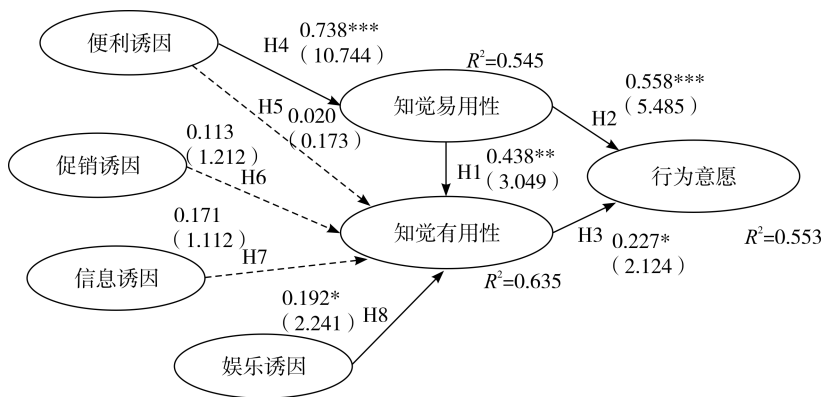 便利诱因
H4
0.738***
(10.744)
R²=0.545
知觉易用性
0.558***
(5.485)
H2
H5
0.020
(0.173)
0.113
(1.212)
促销诱因
H6
H1
0.438**
(3.049)
行为意愿
0.171
(1.112)
知觉有用性
H3
0.227*
(2.124)
R²=0.553
信息诱因
H7
R²=0.635
0.192*
(2.241)
H8
娱乐诱因